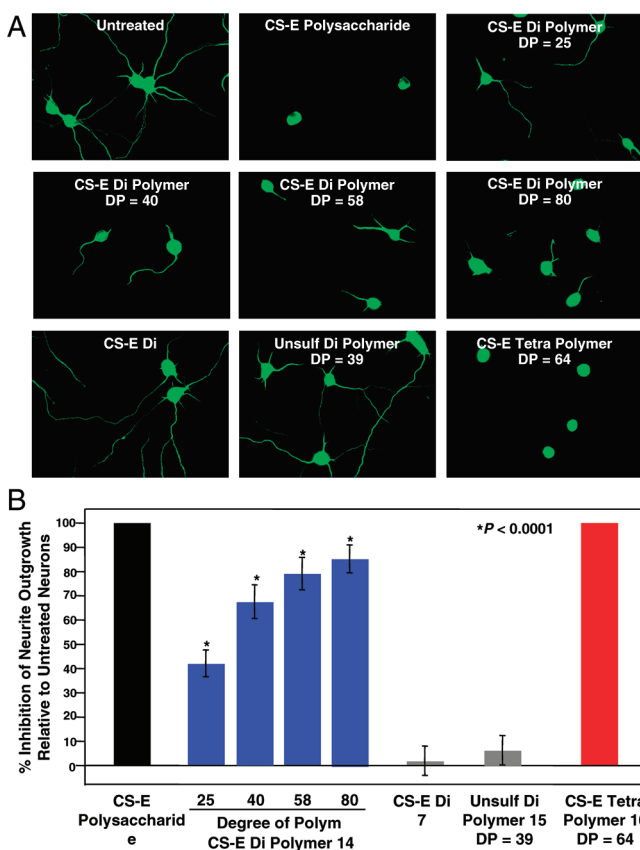 A
Untreated
CS-E Polysaccharide
CS-E Di Polymer
DP = 25
CS-E Di Polymer
DP = 40
CS-E Di Polymer
DP = 58
CS-E Di Polymer
DP = 80
CS-E Di
Unsulf Di Polymer
DP = 39
CS-E Tetra Polymer
DP = 64
B
% Inhibition of Neurite Outgrowth
Relative to Untreated Neurons
100
90
80
70
60
50
40
30
20
10
0
*P < 0.0001
*
*
*
*
CS-E
Polysaccharid
e
25 40 58 80
Degree of Polym
CS-E Di Polymer 14
CS-E Di
7
Unsulf Di
Polymer 15
DP = 39
CS-E Tetra
Polymer
DP = 64